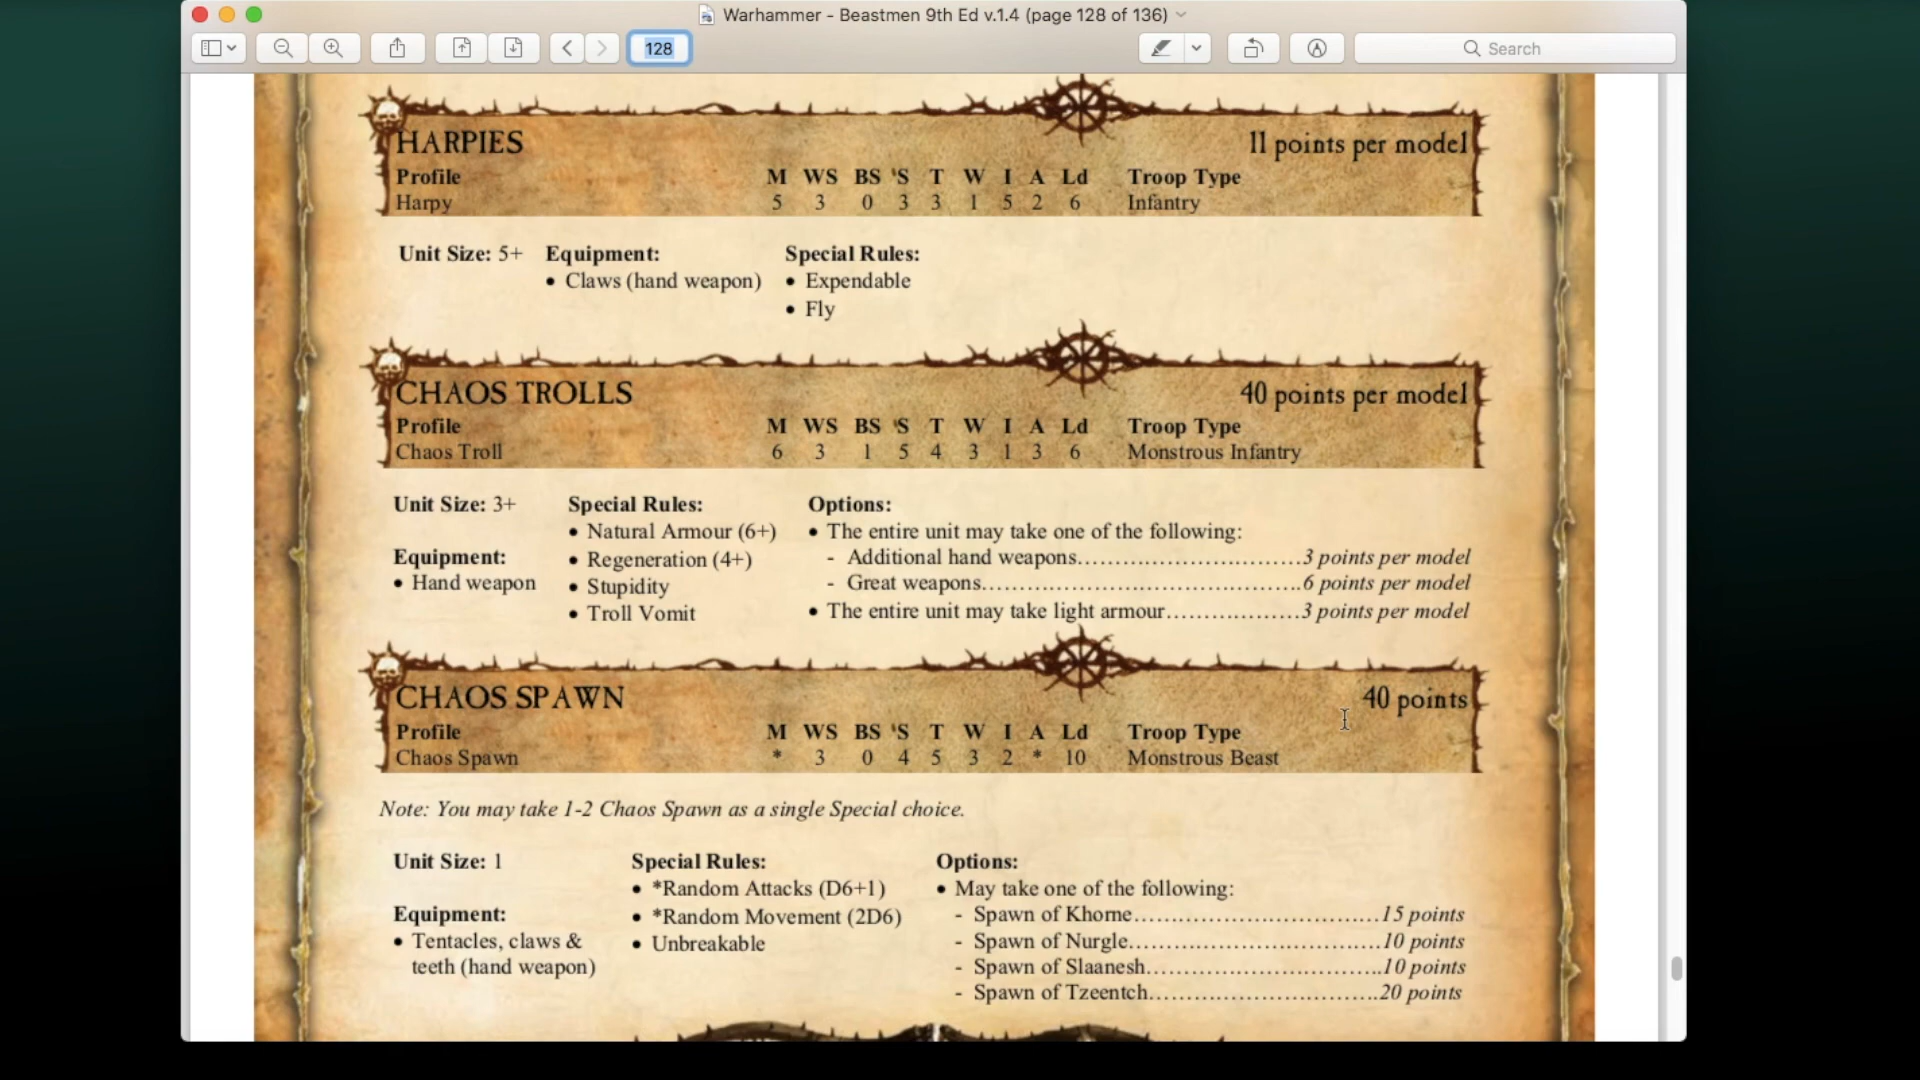 Warhammer - Beastmen 9th Ed v.1.4 (page 128 of 136)
128
Search
HARPIES 11 points per model
Profile M WS BS S T W I A Ld Troop Type
Harpy 5 3 0 3 3 1 5 2 6 Infantry
Unit Size: 5+ Equipment: Special Rules:
• Claws (hand weapon) • Expendable
• Fly
CHAOS TROLLS 40 points per model
Profile M WS BS S T W I A Ld Troop Type
Chaos Troll 6 3 1 5 4 3 1 3 6 Monstrous Infantry
Unit Size: 3+ Special Rules: Options:
• Natural Armour (6+) • The entire unit may take one of the following:
Equipment: • Regeneration (4+) - Additional hand weapons....................................3 points per model
• Hand weapon • Stupidity - Great weapons...................................................6 points per model
• Troll Vomit • The entire unit may take light armour.....................3 points per model
CHAOS SPAWN 40 points
Profile M WS BS S T W I A Ld Troop Type
Chaos Spawn * 3 0 4 5 3 2 * 10 Monstrous Beast
Note: You may take 1-2 Chaos Spawn as a single Special choice.
Unit Size: 1 Special Rules: Options:
• *Random Attacks (D6+1) • May take one of the following:
Equipment: • *Random Movement (2D6) - Spawn of Khorne.......................................15 points
• Tentacles, claws & • Unbreakable - Spawn of Nurgle.........................................10 points
teeth (hand weapon) - Spawn of Slaanesh......................................10 points
- Spawn of Tzeentch.....................................20 points